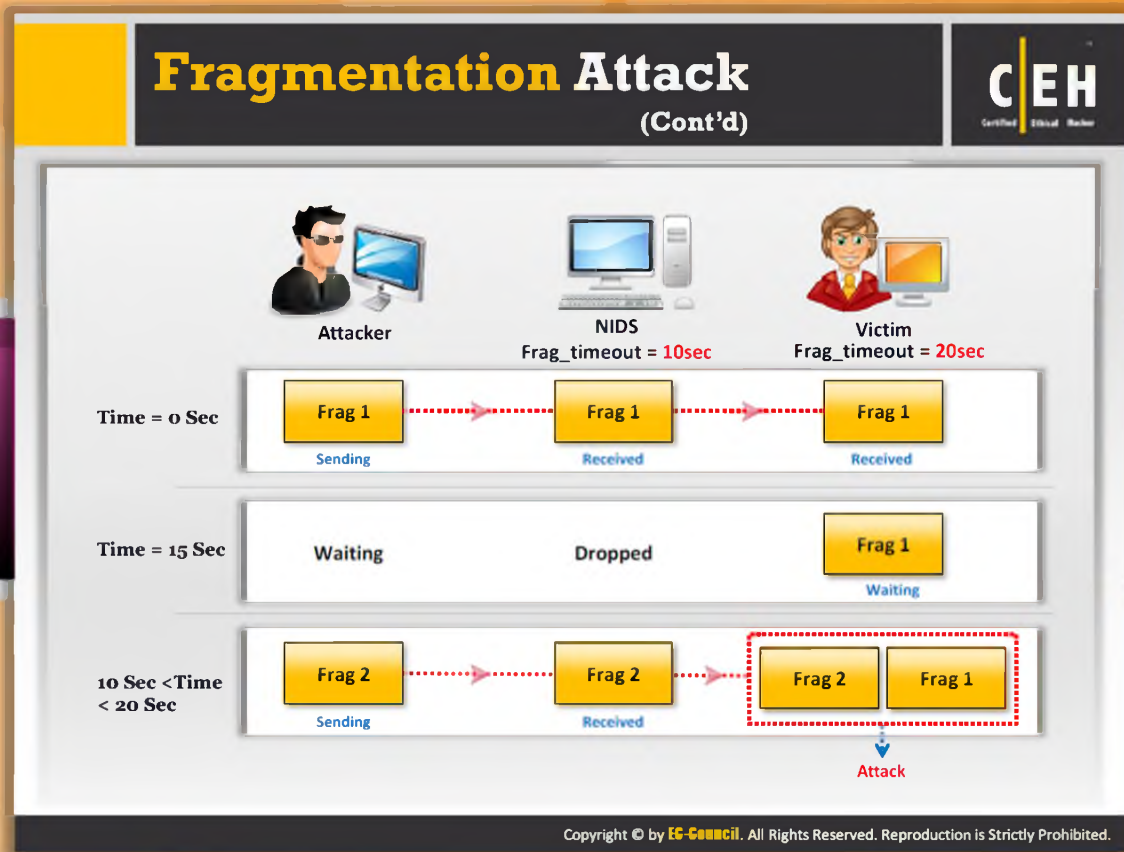 Fragmentation Attack
(Cont'd)
CEH
Certified Ethical Hacker
Attacker
NIDS
Frag_timeout = 10sec
Victim
Frag_timeout = 20sec
Time = 0 Sec
Frag 1
Frag 1
Frag 1
Sending
Received
Received
Time = 15 Sec
Waiting
Dropped
Frag 1
Waiting
10 Sec <Time
< 20 Sec
Frag 2
Frag 2
Frag 2
Frag 1
Sending
Received
Attack
Copyright © by EC-Council. All Rights Reserved. Reproduction is Strictly Prohibited.